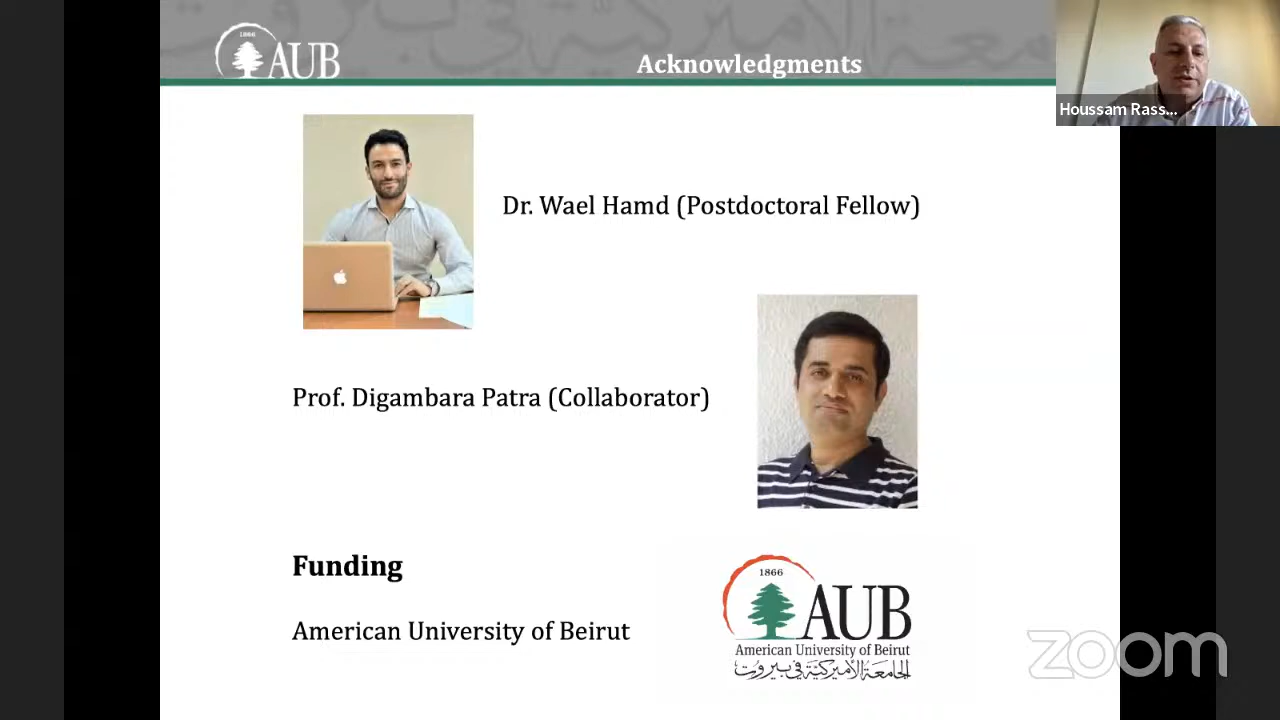 1866
AUB
Acknowledgments
Houssam Rass...
Dr. Wael Hamd (Postdoctoral Fellow)
Prof. Digambara Patra (Collaborator)
Funding
American University of Beirut
1866
AUB
American University of Beirut
الجامعة الأميركية في بيروت
zoom